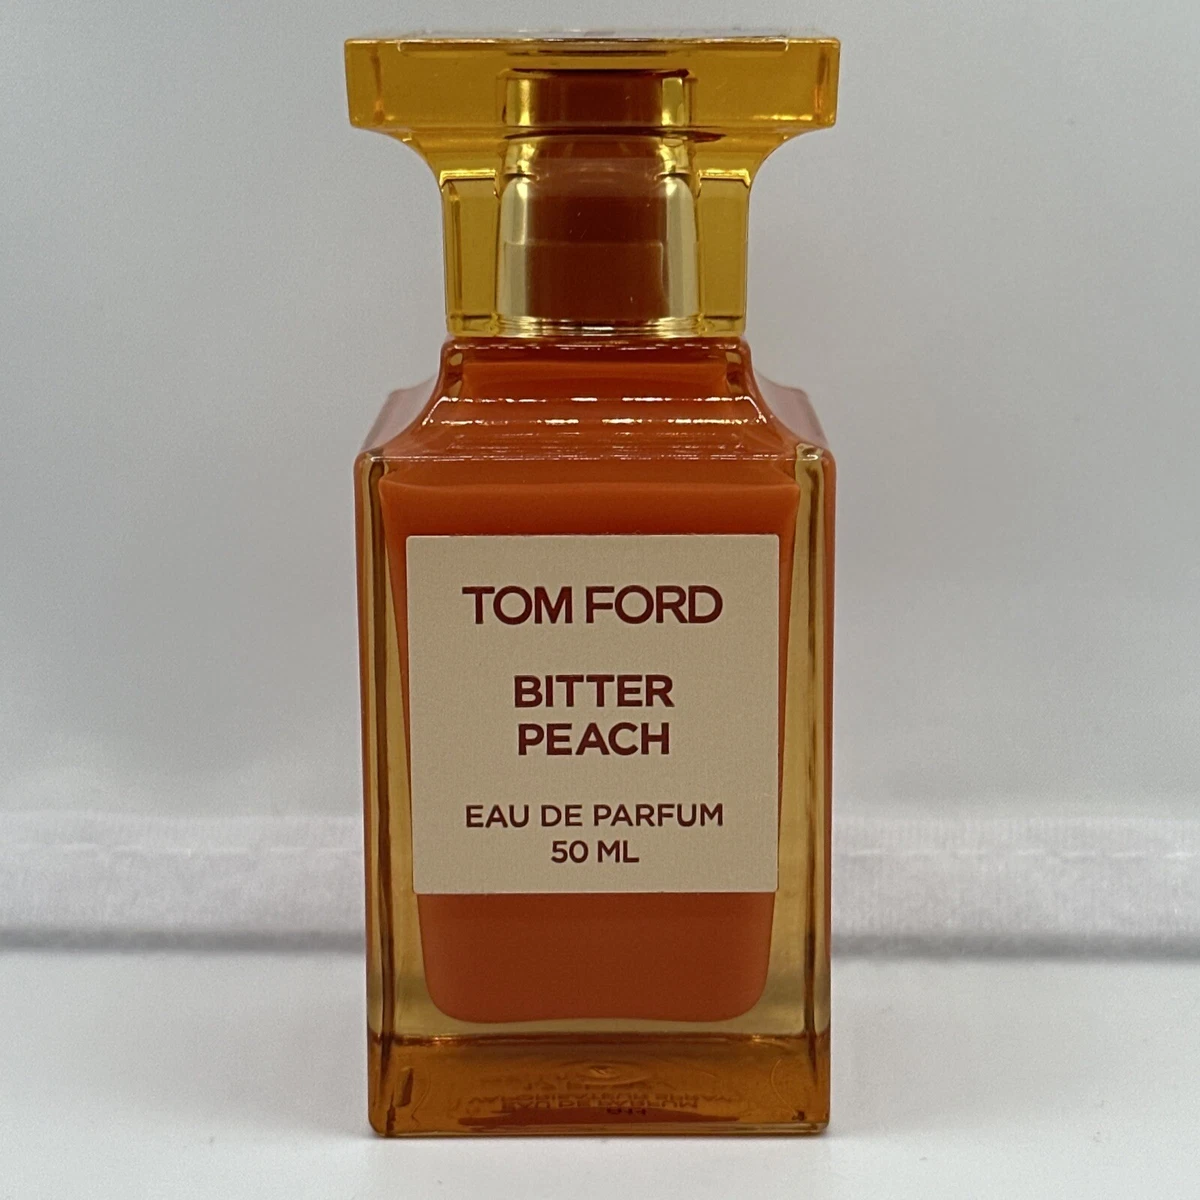 TOM FORD
BITTER
PEACH
EAU DE PARFUM
50 ML